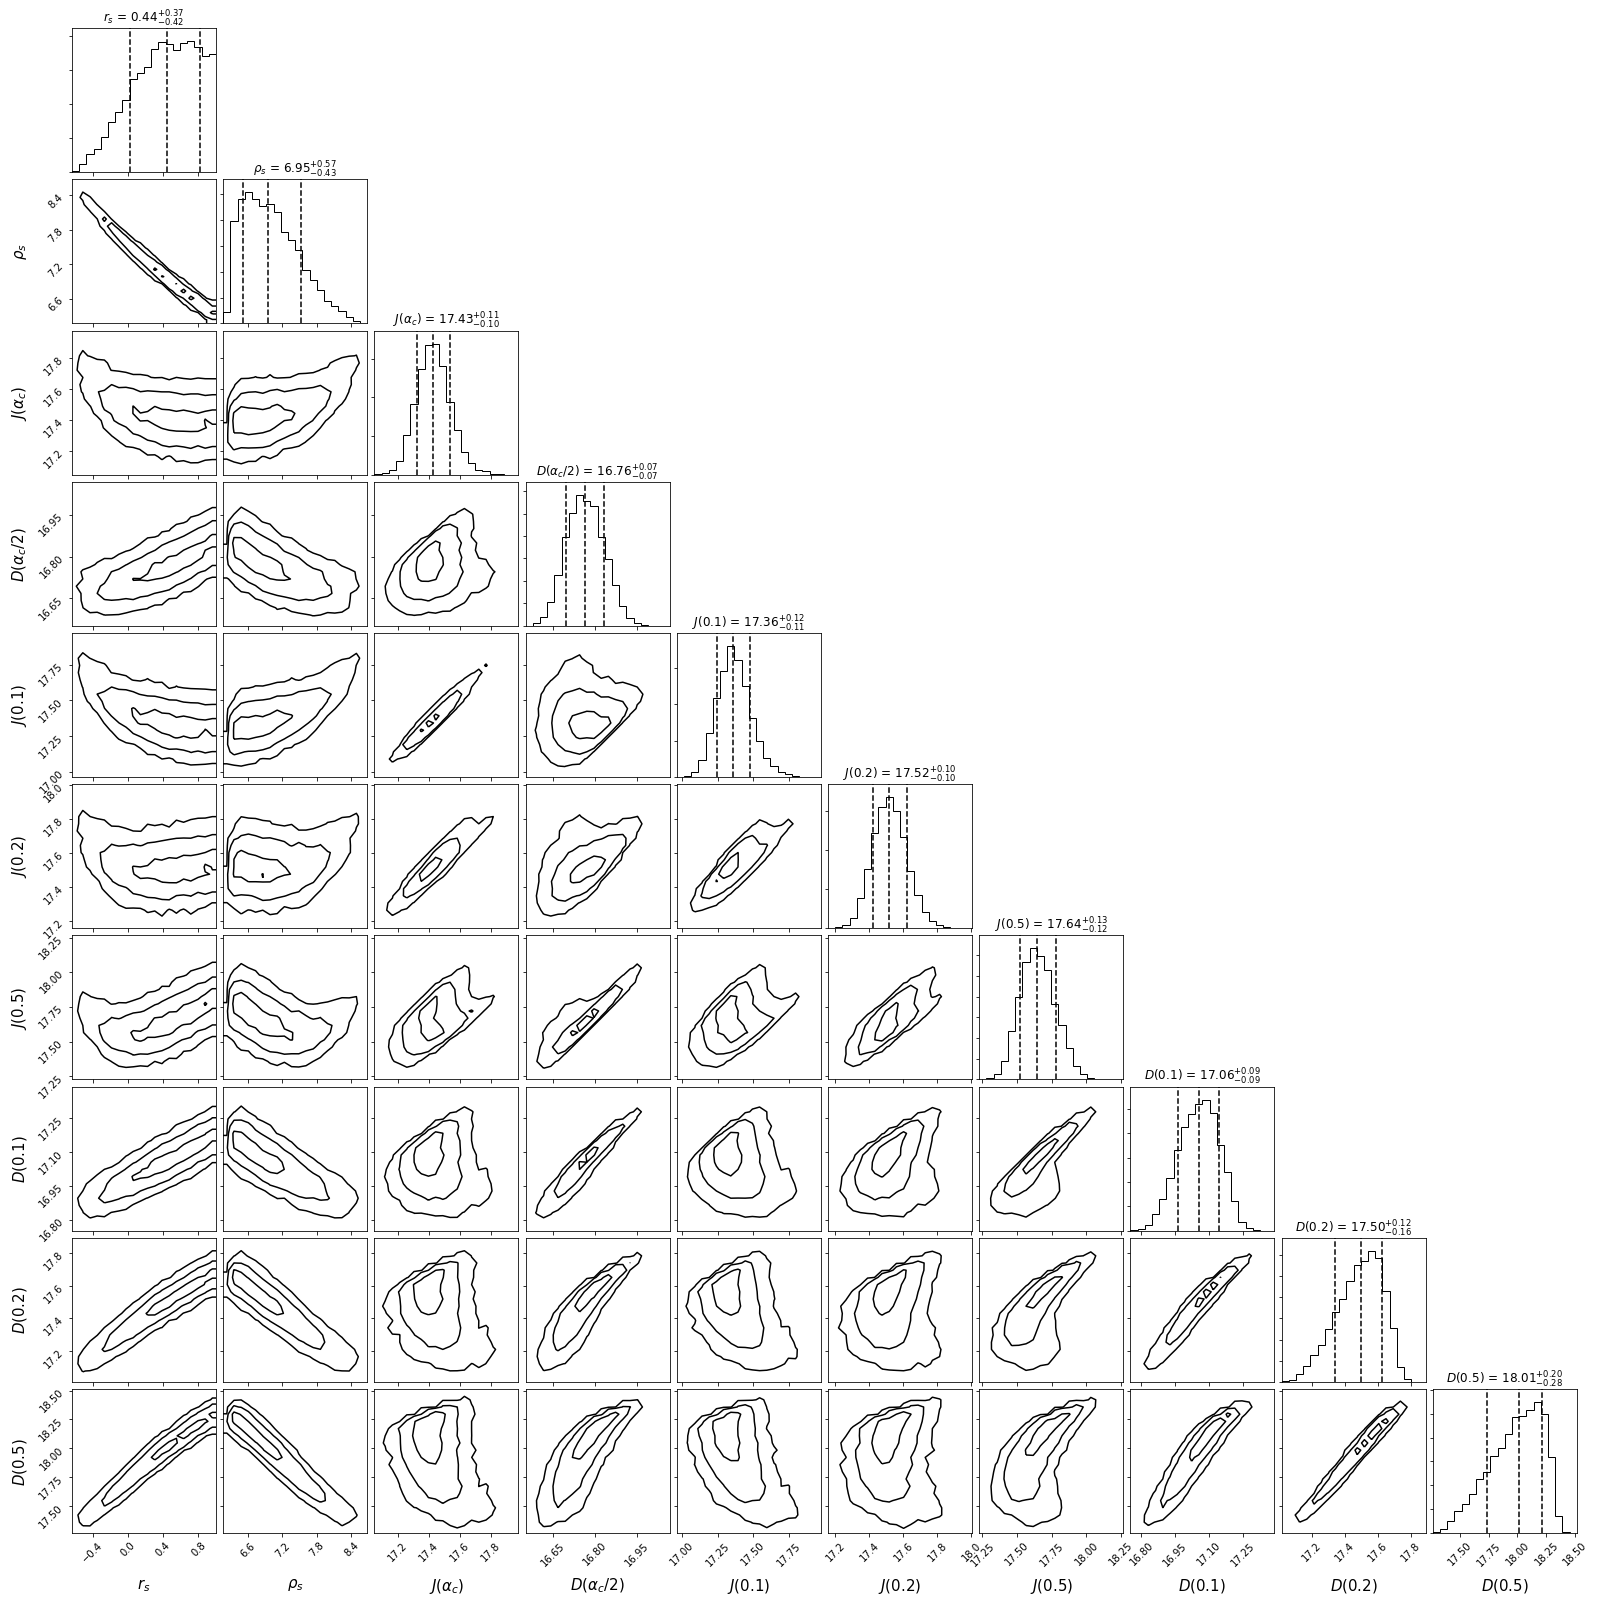 r_s = 0.44^{+0.37}_{-0.42}
ρ_s = 6.95^{+0.57}_{-0.43}
8.4
7.8
7.2
6.6
ρ_s
J(α_c) = 17.43^{+0.11}_{-0.10}
17.8
17.6
17.4
17.2
J(α_c)
D(α_c/2) = 16.76^{+0.07}_{-0.07}
16.95
16.80
16.65
D(α_c/2)
J(0.1) = 17.36^{+0.12}_{-0.11}
17.75
17.50
17.25
17.00
J(0.1)
J(0.2) = 17.52^{+0.10}_{-0.10}
18.0
17.8
17.6
17.4
17.2
J(0.2)
J(0.5) = 17.64^{+0.13}_{-0.12}
18.25
18.00
17.75
17.50
17.25
J(0.5)
D(0.1) = 17.06^{+0.09}_{-0.09}
17.25
17.10
16.95
16.80
D(0.1)
D(0.2) = 17.50^{+0.12}_{-0.16}
17.8
17.6
17.4
17.2
D(0.2)
D(0.5) = 18.01^{+0.20}_{-0.28}
18.50
18.25
18.00
17.75
17.50
D(0.5)
−0.4 0.0 0.4 0.8 6.6 7.2 7.8 8.4 17.2 17.4 17.6 17.8 16.65 16.80 16.95 17.00 17.25 17.50 17.75 17.2 17.4 17.6 17.8 18.0 17.25 17.50 17.75 18.00 18.25 16.80 16.95 17.10 17.25 17.2 17.4 17.6 17.8 17.50 17.75 18.00 18.25 18.50
r_s ρ_s J(α_c) D(α_c/2) J(0.1) J(0.2) J(0.5) D(0.1) D(0.2) D(0.5)